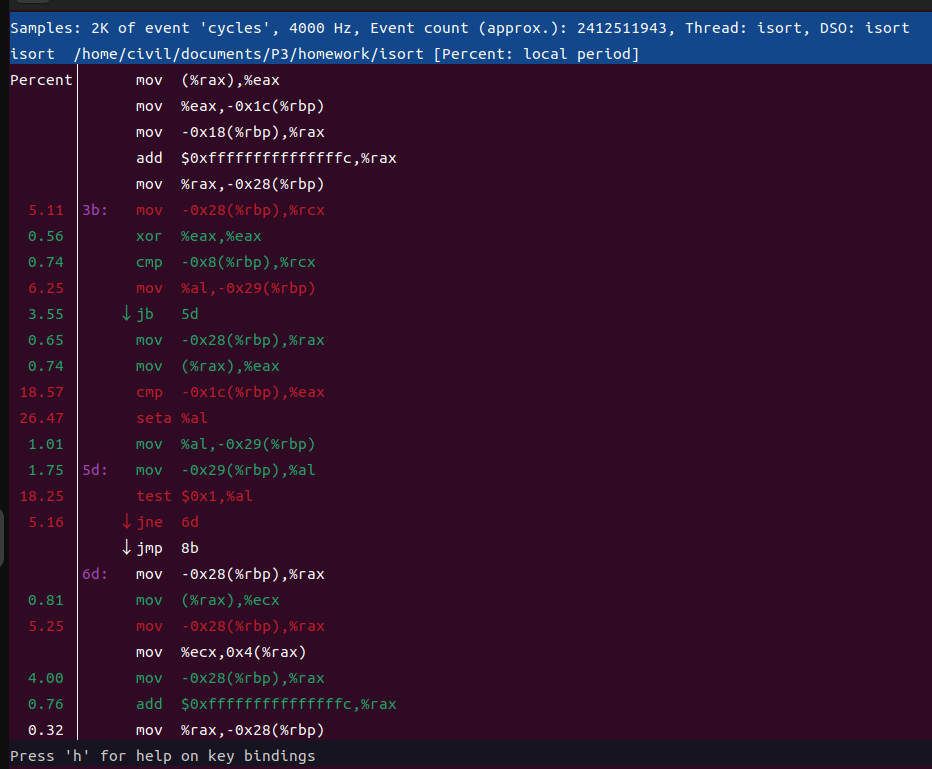 Samples: 2K of event 'cycles', 4000 Hz, Event count (approx.): 2412511943, Thread: isort, DSO: isort
isort  /home/civil/documents/P3/homework/isort [Percent: local period]
Percent       mov  (%rax),%eax
              mov  %eax,-0x1c(%rbp)
              mov  -0x18(%rbp),%rax
              add  $0xfffffffffffffffc,%rax
              mov  %rax,-0x28(%rbp)
  5.11  3b:   mov  -0x28(%rbp),%rcx
  0.56        xor  %eax,%eax
  0.74        cmp  -0x8(%rbp),%rcx
  6.25        mov  %al,-0x29(%rbp)
  3.55      ↓ jb   5d
  0.65        mov  -0x28(%rbp),%rax
  0.74        mov  (%rax),%eax
 18.57        cmp  -0x1c(%rbp),%eax
 26.47        seta %al
  1.01        mov  %al,-0x29(%rbp)
  1.75  5d:   mov  -0x29(%rbp),%al
 18.25        test $0x1,%al
  5.16      ↓ jne  6d
            ↓ jmp  8b
        6d:   mov  -0x28(%rbp),%rax
  0.81        mov  (%rax),%ecx
  5.25        mov  -0x28(%rbp),%rax
              mov  %ecx,0x4(%rax)
  4.00        mov  -0x28(%rbp),%rax
  0.76        add  $0xfffffffffffffffc,%rax
  0.32        mov  %rax,-0x28(%rbp)
Press 'h' for help on key bindings